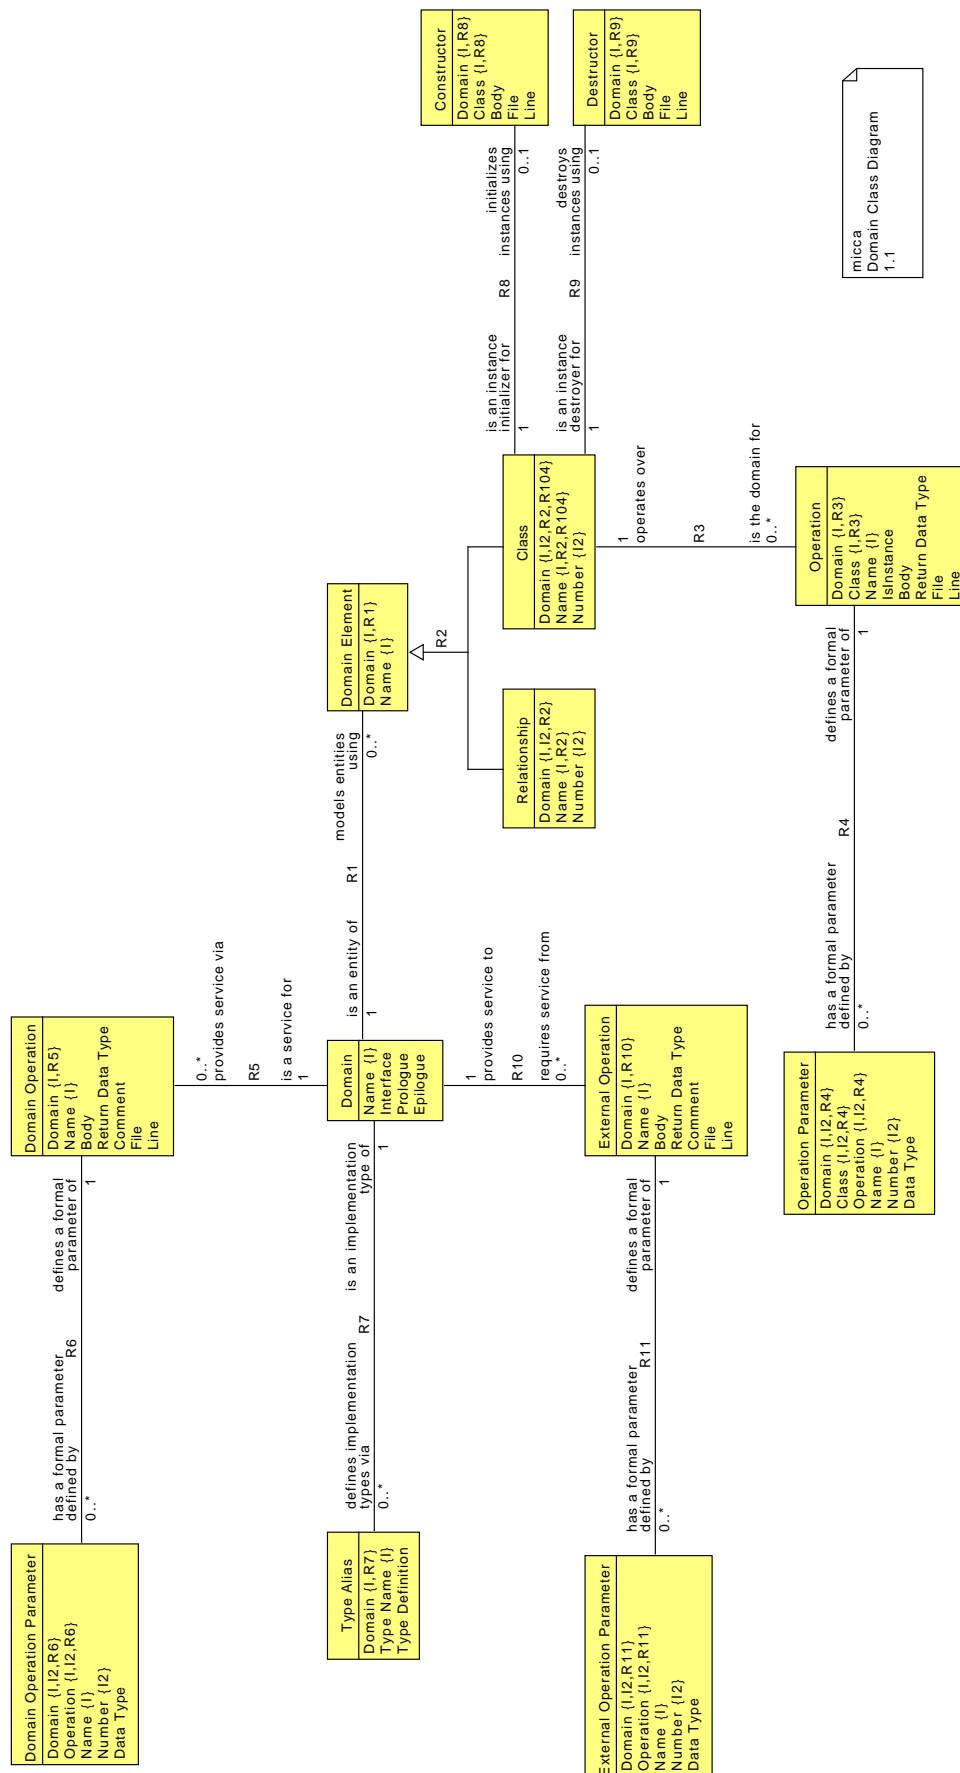 Domain Operation Parameter
Domain {I,I2,R6}
Operation {I,I2,R6}
Name {I}
Number {I2}
Data Type
has a formal parameter
defined by
0..*
R6
defines a formal
parameter of
1
Domain Operation
Domain {I,R5}
Name {I}
Body
Return Data Type
Comment
File
Line
0..*
provides service via
R5
is a service for
1
Type Alias
Domain {I,R7}
Type Name {I}
Type Definition
defines implementation
types via
0..*
R7
is an implementation
type of
1
Domain
Name {I}
Interface
Prologue
Epilogue
is an entity of
1
R1
models entities
using
0..*
Domain Element
Domain {I,R1}
Name {I}
R2
1
provides service to
R10
requires service from
0..*
External Operation Parameter
Domain {I,I2,R11}
Operation {I,I2,R11}
Name {I}
Number {I2}
Data Type
has a formal parameter
defined by
0..*
R11
defines a formal
parameter of
1
External Operation
Domain {I,R10}
Name {I}
Body
Return Data Type
Comment
File
Line
Relationship
Domain {I,I2,R2}
Name {I,R2}
Number {I2}
Class
Domain {I,I2,R2,R104}
Name {I,R2,R104}
Number {I2}
is an instance
initializer for
1
R8
initializes
instances using
0..1
Constructor
Domain {I,R8}
Class {I,R8}
Body
File
Line
is an instance
destroyer for
1
R9
destroys
instances using
0..1
Destructor
Domain {I,R9}
Class {I,R9}
Body
File
Line
1
operates over
R3
is the domain for
0..*
Operation Parameter
Domain {I,I2,R4}
Class {I,I2,R4}
Operation {I,I2,R4}
Name {I}
Number {I2}
Data Type
has a formal parameter
defined by
0..*
R4
defines a formal
parameter of
1
Operation
Domain {I,R3}
Class {I,R3}
Name {I}
IsInstance
Body
Return Data Type
File
Line
micca
Domain Class Diagram
1.1